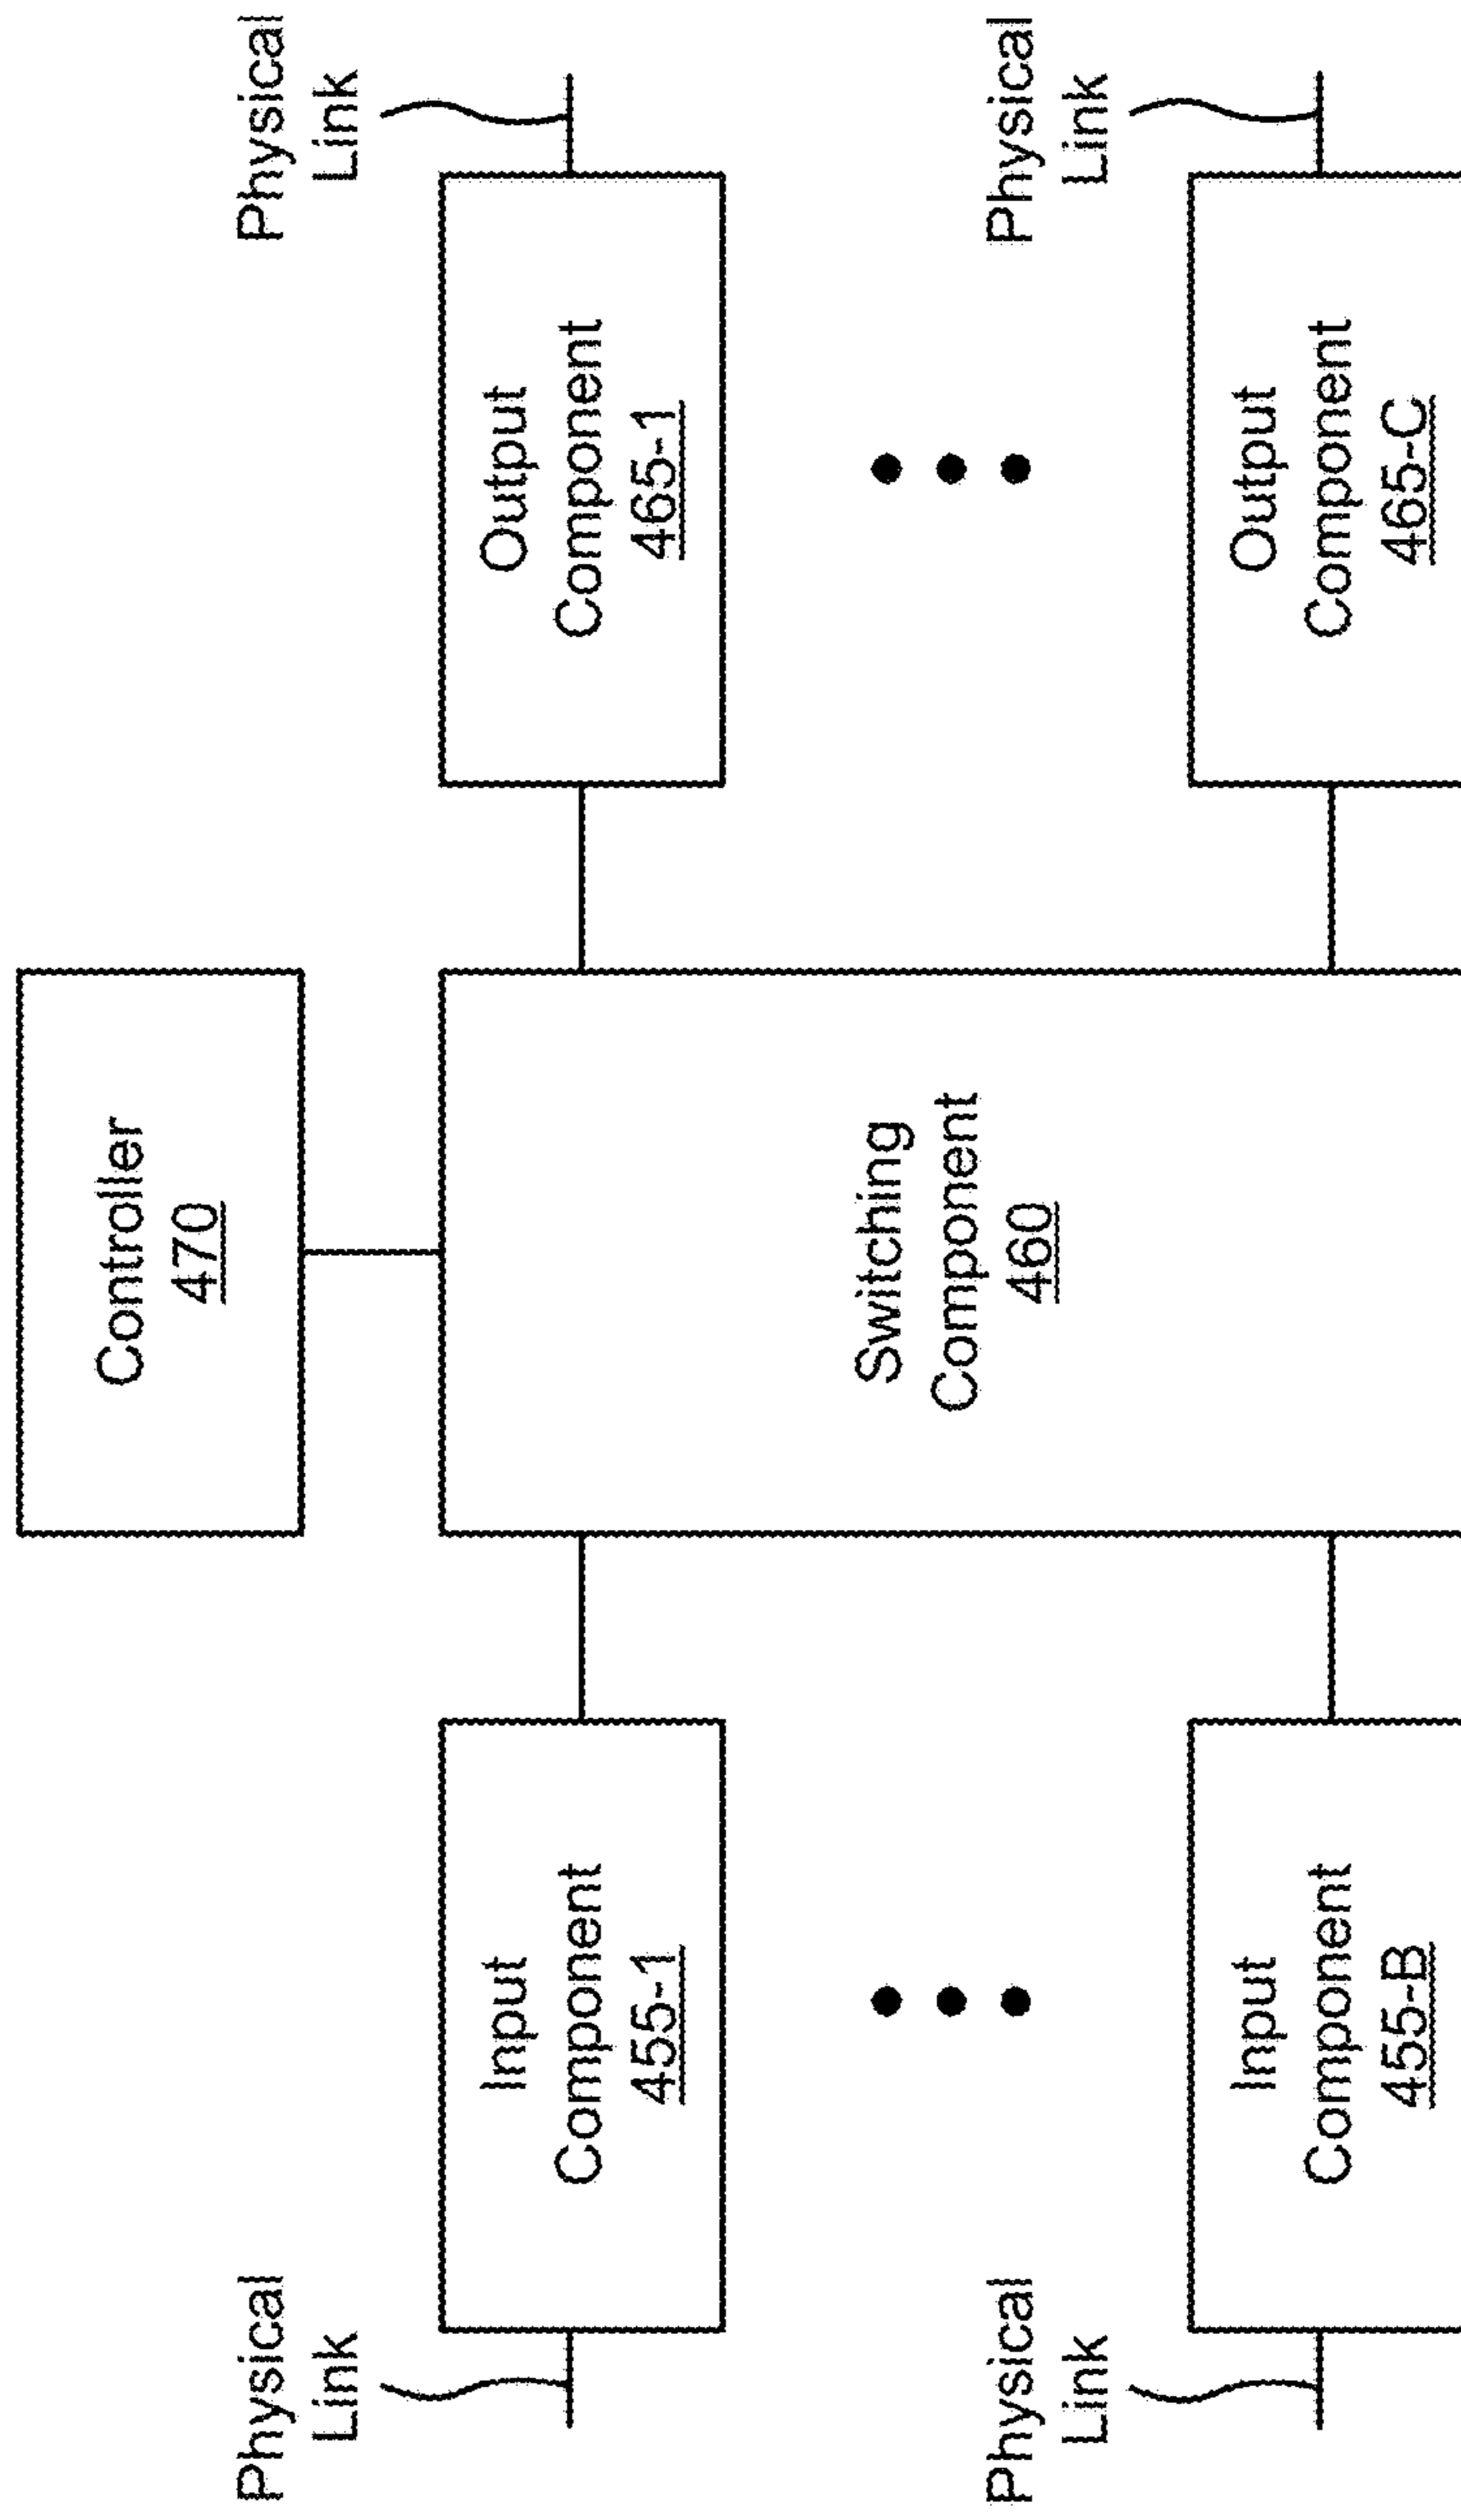 Controller
470
Physical
Link
Physical
Link
Input
Component
455-1
Output
Component
465-1
Switching
Component
460
Physical
Link
Physical
Link
Input
Component
455-B
Output
Component
465-C